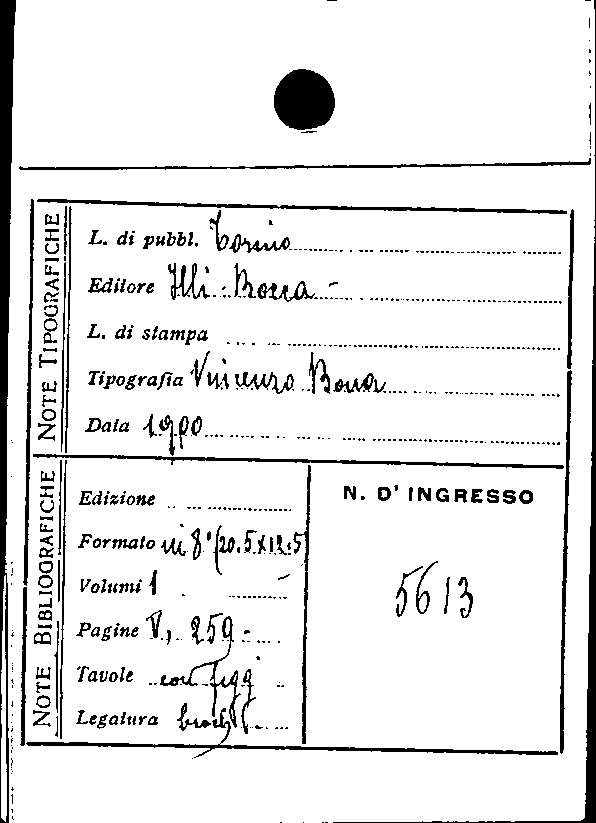 NOTE TIPOGRAFICHE
L. di pubbl. Torino
Editore Flli. Bocca -
L. di stampa
Tipografia Vincenzo Bona
Data 1900
NOTE BIBLIOGRAFICHE
Edizione
Formato in 8° (20.5x12.5
Volumi 1
Pagine V, 259 -
Tavole con figg
Legatura
N. D' INGRESSO
5613